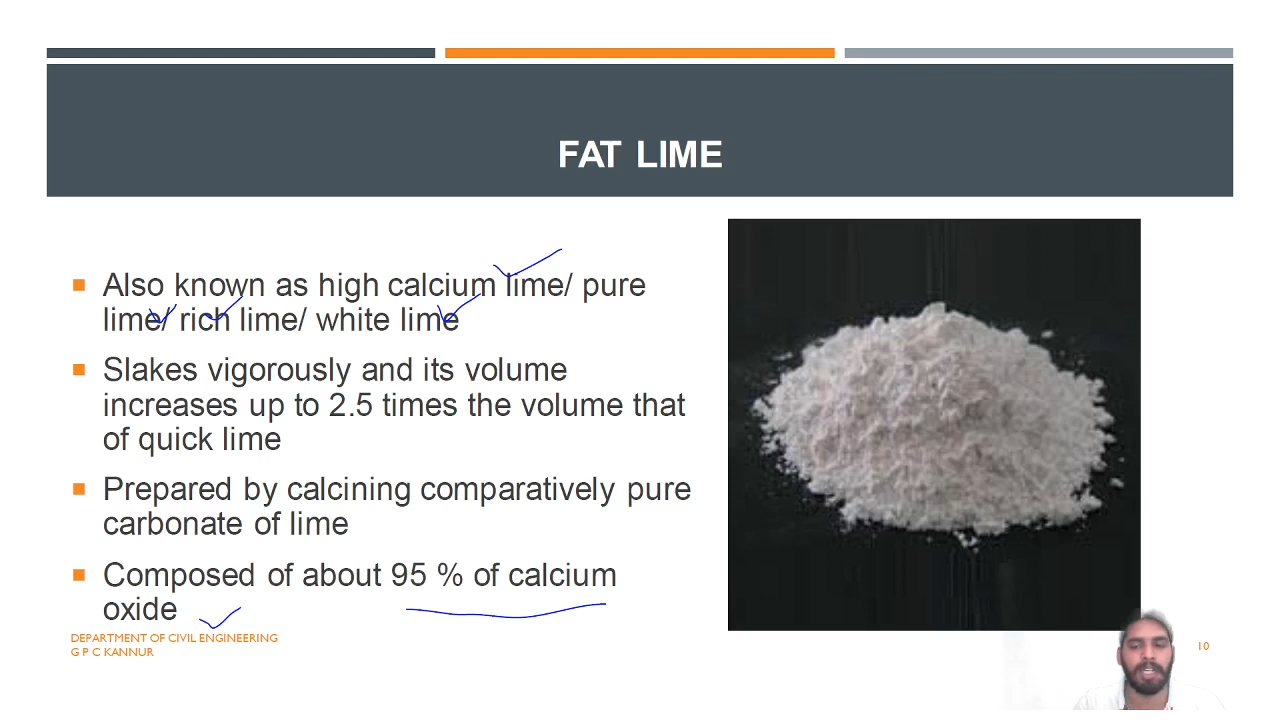 FAT LIME
Also known as high calcium lime/ pure
lime/ rich lime/ white lime
Slakes vigorously and its volume
increases up to 2.5 times the volume that
of quick lime
Prepared by calcining comparatively pure
carbonate of lime
Composed of about 95 % of calcium
oxide
DEPARTMENT OF CIVIL ENGINEERING
G P C KANNUR
10